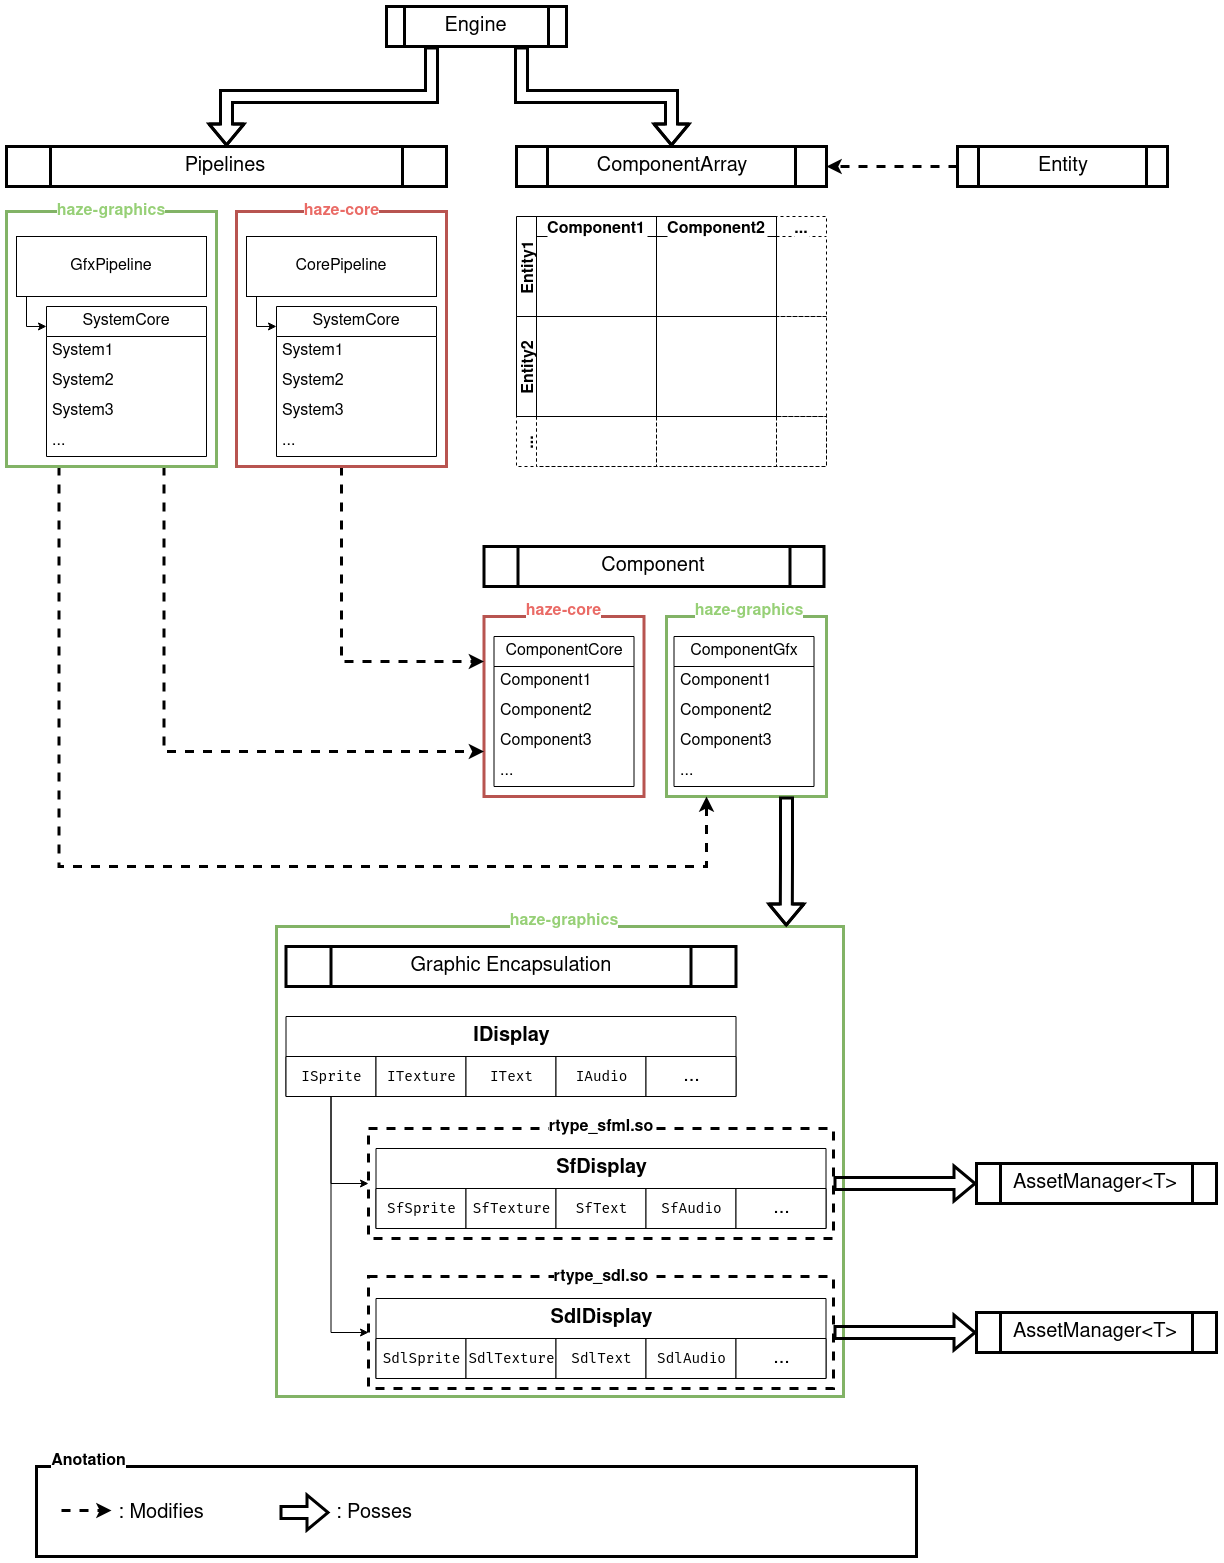 Engine
Pipelines
ComponentArray
Entity
haze-graphics
haze-core
GfxPipeline
SystemCore
System1
System2
System3
...
CorePipeline
SystemCore
System1
System2
System3
...
Component1
Component2
...
Entity1
Entity2
...
Component
haze-core
haze-graphics
ComponentCore
Component1
Component2
Component3
...
ComponentGfx
Component1
Component2
Component3
...
haze-graphics
Graphic Encapsulation
IDisplay
ISprite
ITexture
IText
IAudio
...
rtype_sfml.so
SfDisplay
SfSprite
SfTexture
SfText
SfAudio
...
AssetManager<T>
rtype_sdl.so
SdlDisplay
SdlSprite
SdlTexture
SdlText
SdlAudio
...
AssetManager<T>
Anotation
: Modifies
: Posses